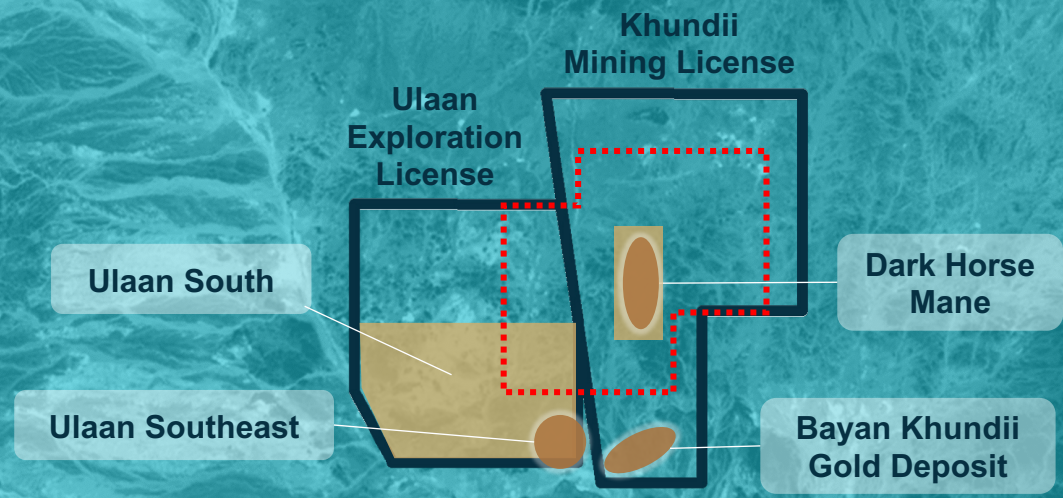 Khundii
Mining License
Ulaan
Exploration
License
Ulaan South
Dark Horse
Mane
Ulaan Southeast
Bayan Khundii
Gold Deposit